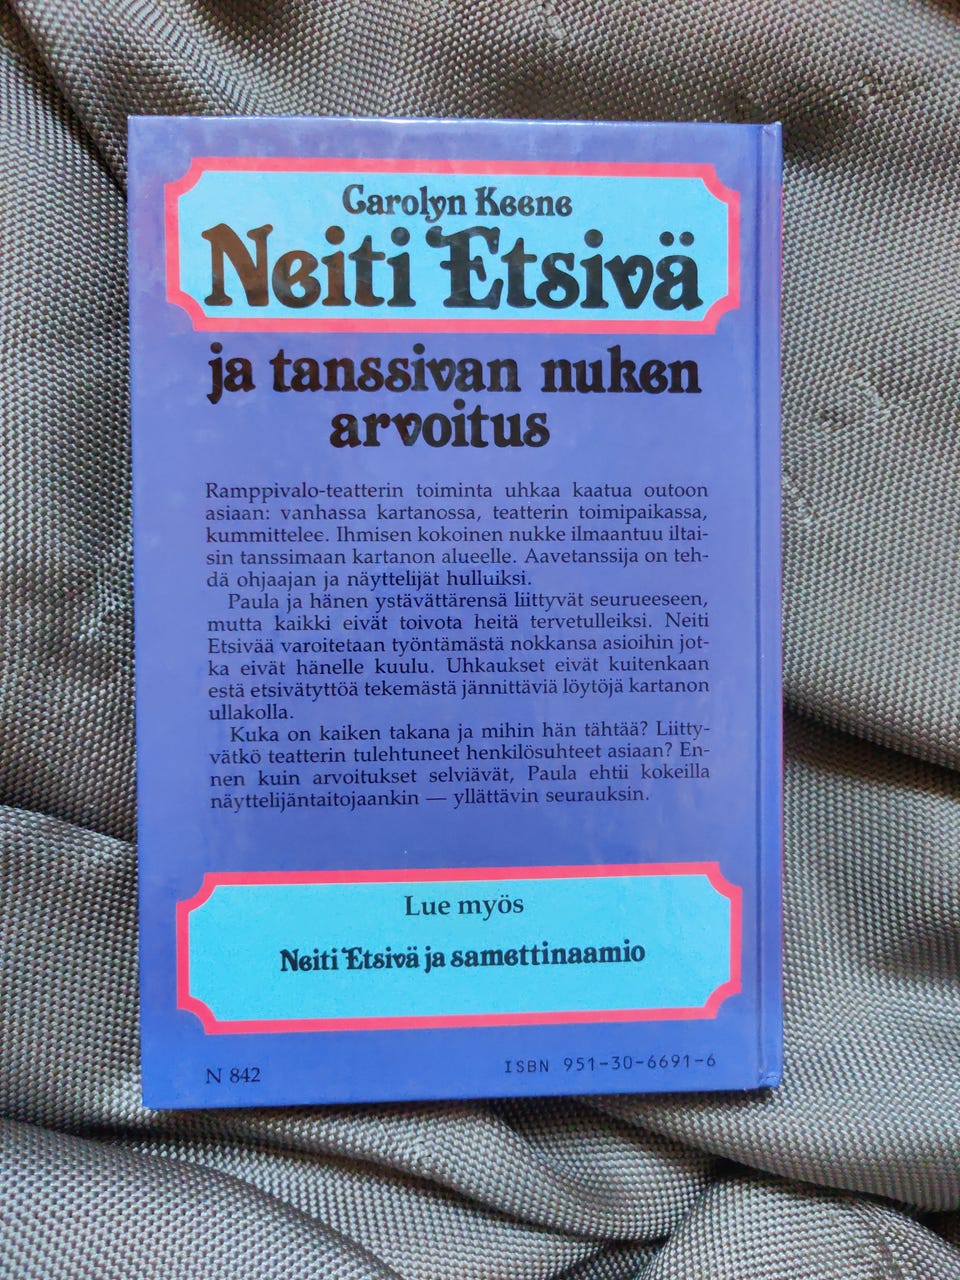 Carolyn Keene
Neiti Etsivä
ja tanssivan nuken
arvoitus
Ramppivalo-teatterin toiminta uhkaa kaatua outoon
asiaan: vanhassa kartanossa, teatterin toimipaikassa,
kummittelee. Ihmisen kokoinen nukke ilmaantuu iltai-
sin tanssimaan kartanon alueelle. Aavetanssija on teh-
dä ohjaajan ja näyttelijät hulluiksi.
Paula ja hänen ystävättärensä liittyvät seurueeseen,
mutta kaikki eivät toivota heitä tervetulleiksi. Neiti
Etsivää varoitetaan työntämästä nokkansa asioihin jot-
ka eivät hänelle kuulu. Uhkaukset eivät kuitenkaan
estä etsivätyttöä tekemästä jännittäviä löytöjä kartanon
ullakolla.
Kuka on kaiken takana ja mihin hän tähtää? Liitty-
vätkö teatterin tulehtuneet henkilösuhteet asiaan? En-
nen kuin arvoitukset selviävät, Paula ehtii kokeilla
näyttelijäntaitojaankin — yllättävin seurauksin.
Lue myös
Neiti Etsivä ja samettinaamio
N 842
ISBN 951-30-6691-6